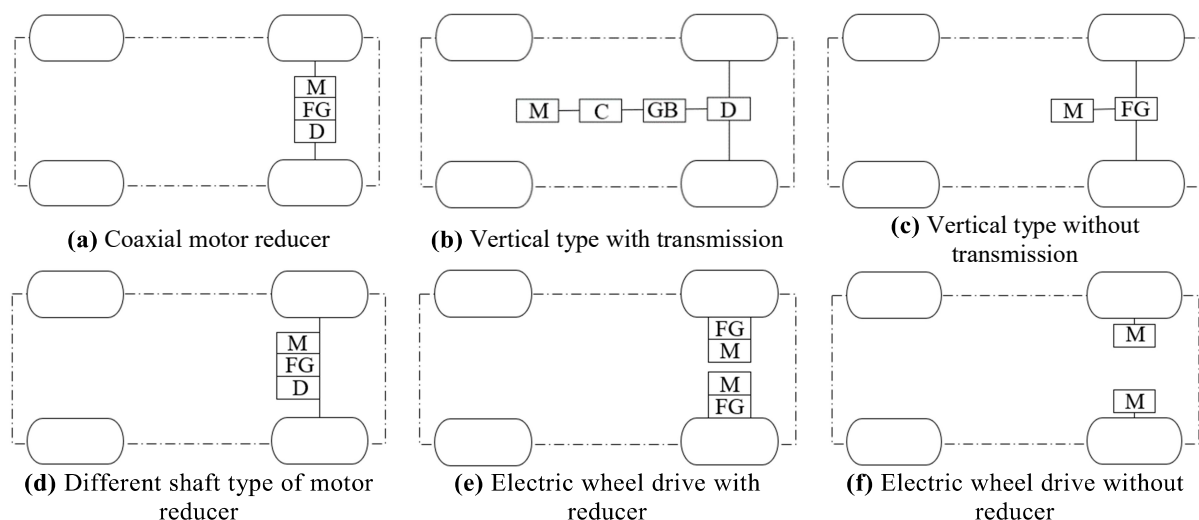 M
FG
D
M
C
GB
D
M
FG
(a) Coaxial motor reducer
(b) Vertical type with transmission
(c) Vertical type without
transmission
M
FG
D
FG
M
M
FG
M
M
(d) Different shaft type of motor
reducer
(e) Electric wheel drive with
reducer
(f) Electric wheel drive without
reducer